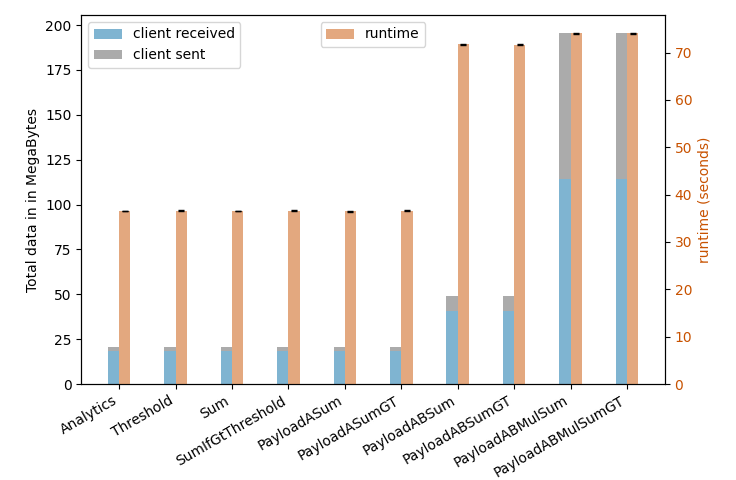 client received
client sent
runtime
Total data in in MegaBytes
200
175
150
125
100
75
50
25
0
70
60
50
40
30
20
10
0
runtime (seconds)
Analytics
Threshold
Sum
SumIfGtThreshold
PayloadASum
PayloadASumGT
PayloadABSum
PayloadABSumGT
PayloadABMulSum
PayloadABMulSumGT